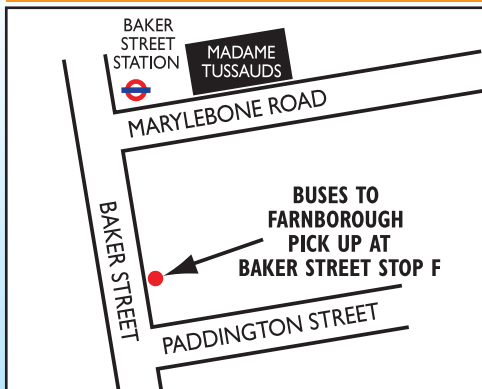 BAKER
STREET
STATION
MADAME
TUSSAUDS
MARYLEBONE ROAD
BAKER STREET
BUSES TO
FARNBOROUGH
PICK UP AT
BAKER STREET STOP F
PADDINGTON STREET